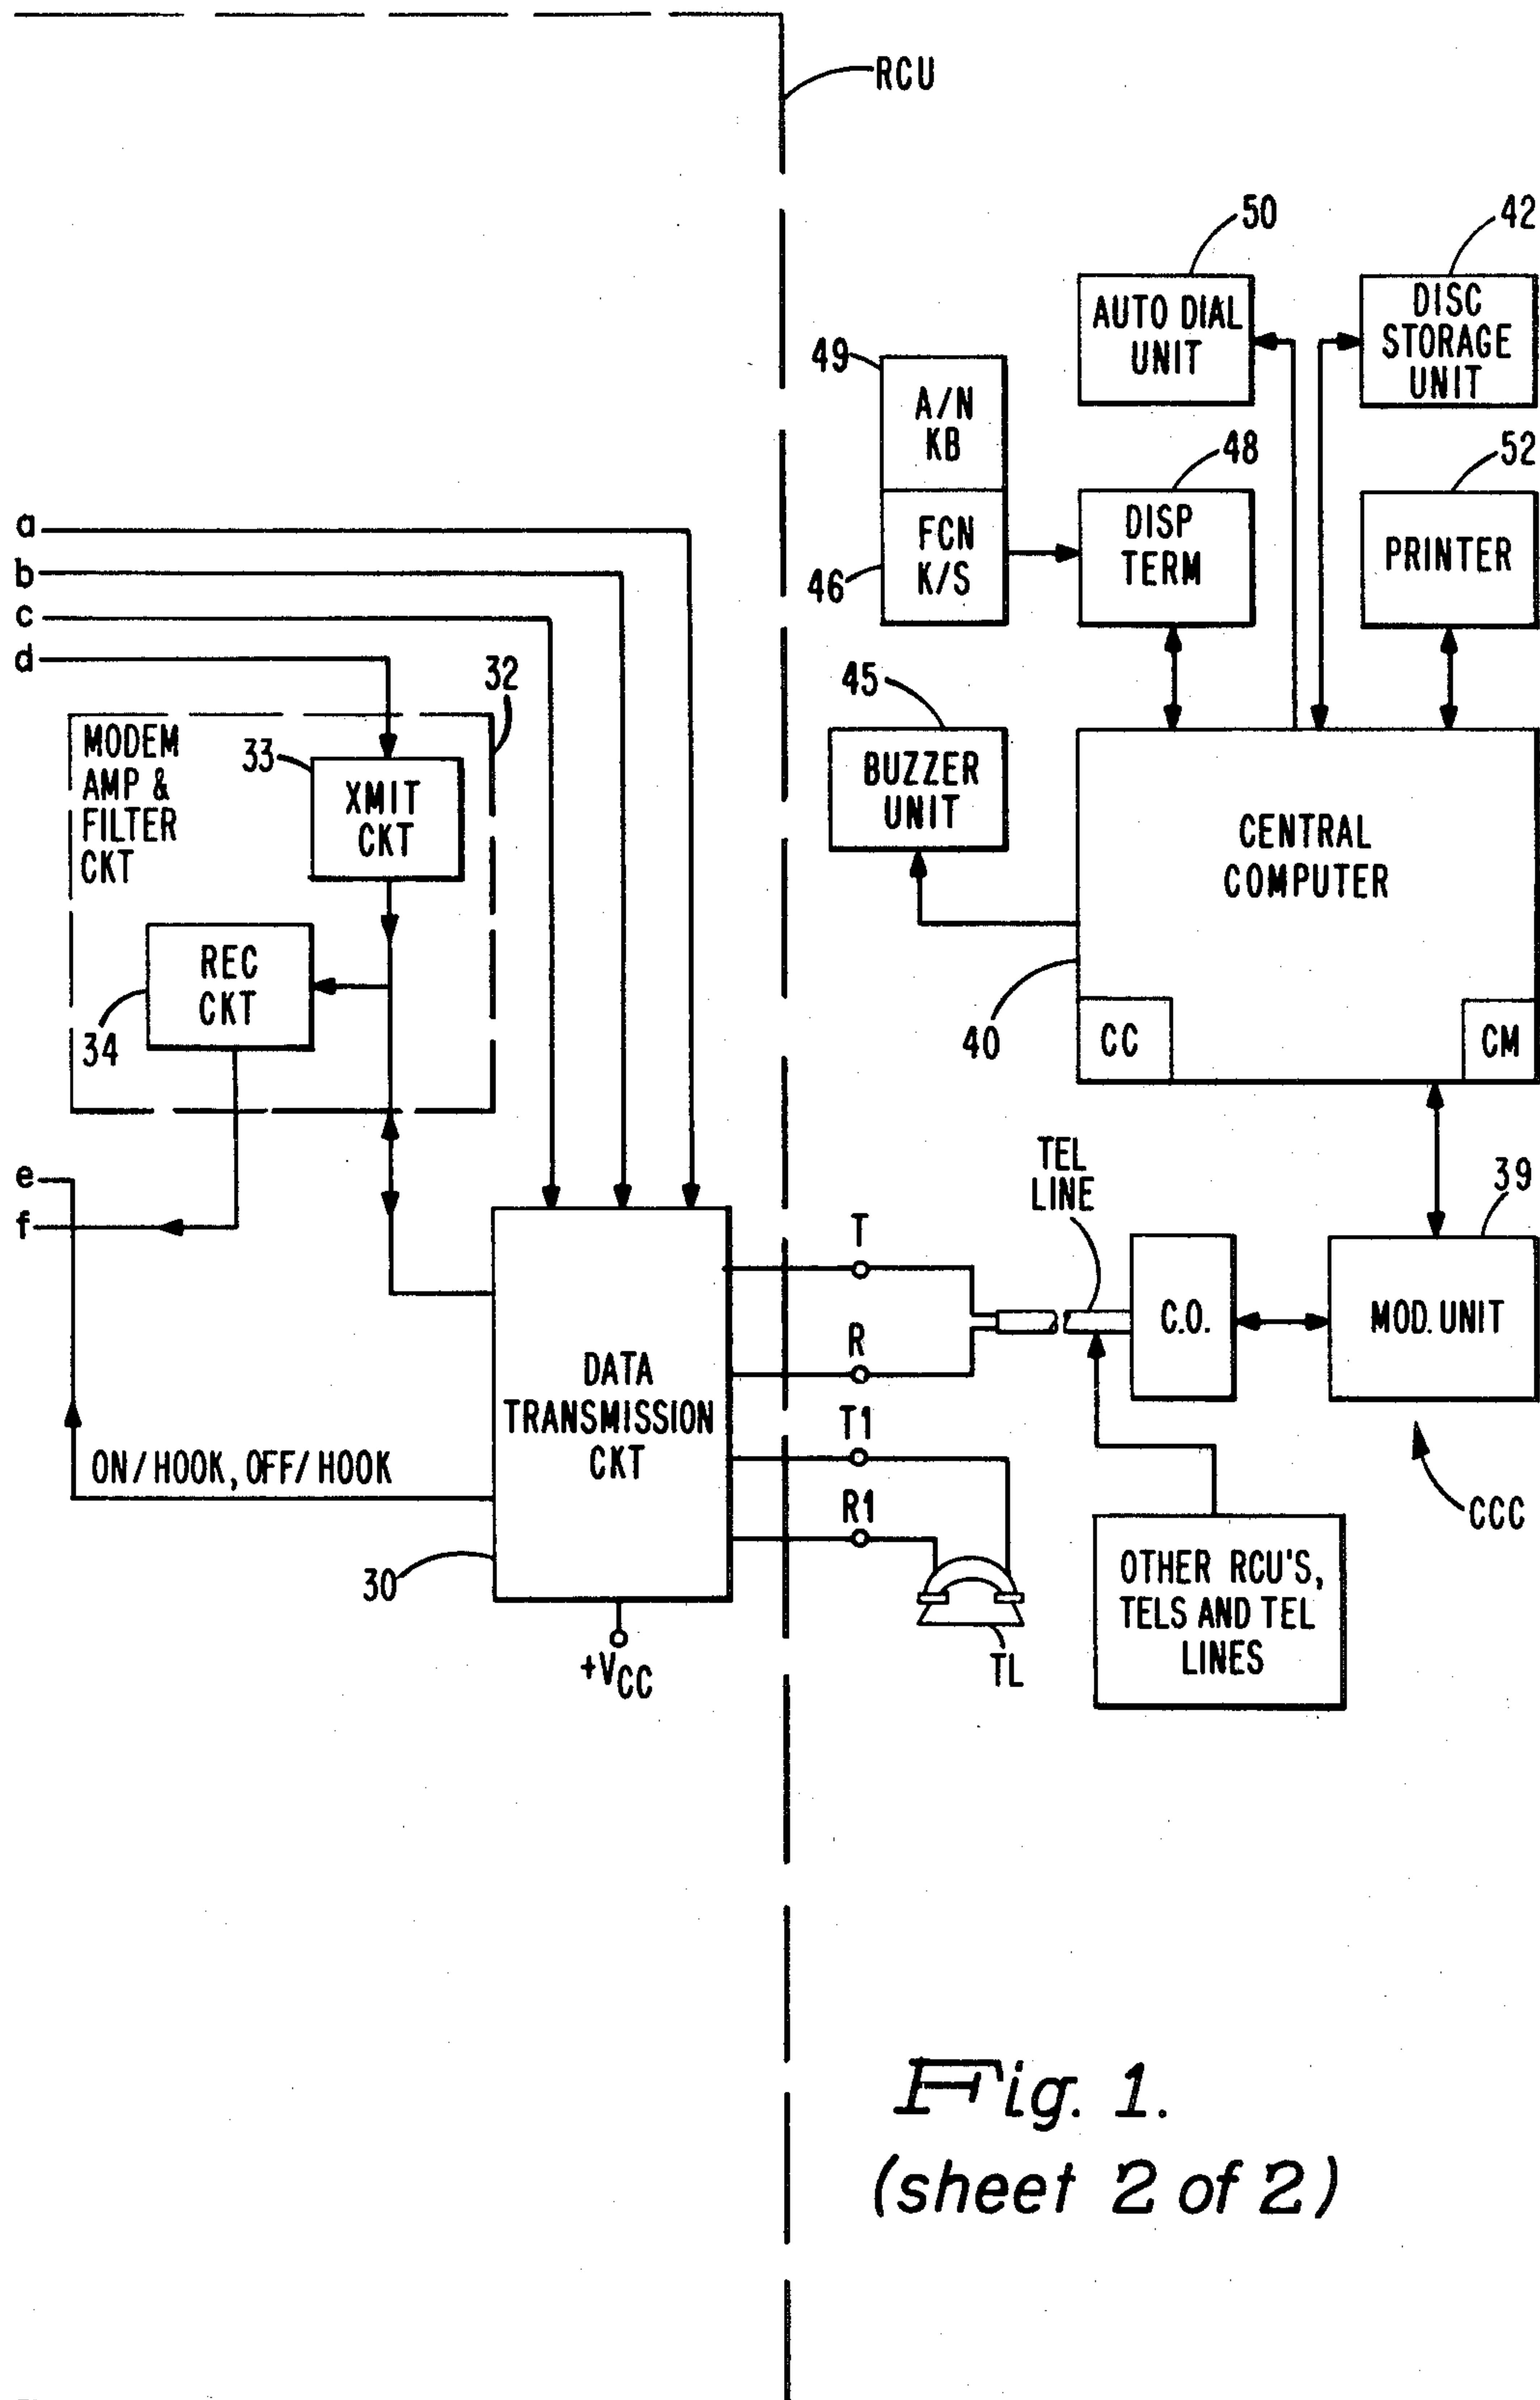 RCU
50
42
AUTO DIAL
UNIT
DISC
STORAGE
UNIT
49
A/N
KB
48
52
a
b
c
d
FCN
K/S
46
DISP
TERM
PRINTER
32
45
MODEM
AMP &
FILTER
CKT
33
XMIT
CKT
BUZZER
UNIT
CENTRAL
COMPUTER
REC
CKT
34
40
CC
CM
TEL
LINE
39
e
f
T
R
T1
R1
C.O.
MOD. UNIT
DATA
TRANSMISSION
CKT
ON/HOOK, OFF/HOOK
CCC
30
+VCC
TL
OTHER RCU'S,
TELS AND TEL
LINES
Fig. 1.
(sheet 2 of 2)